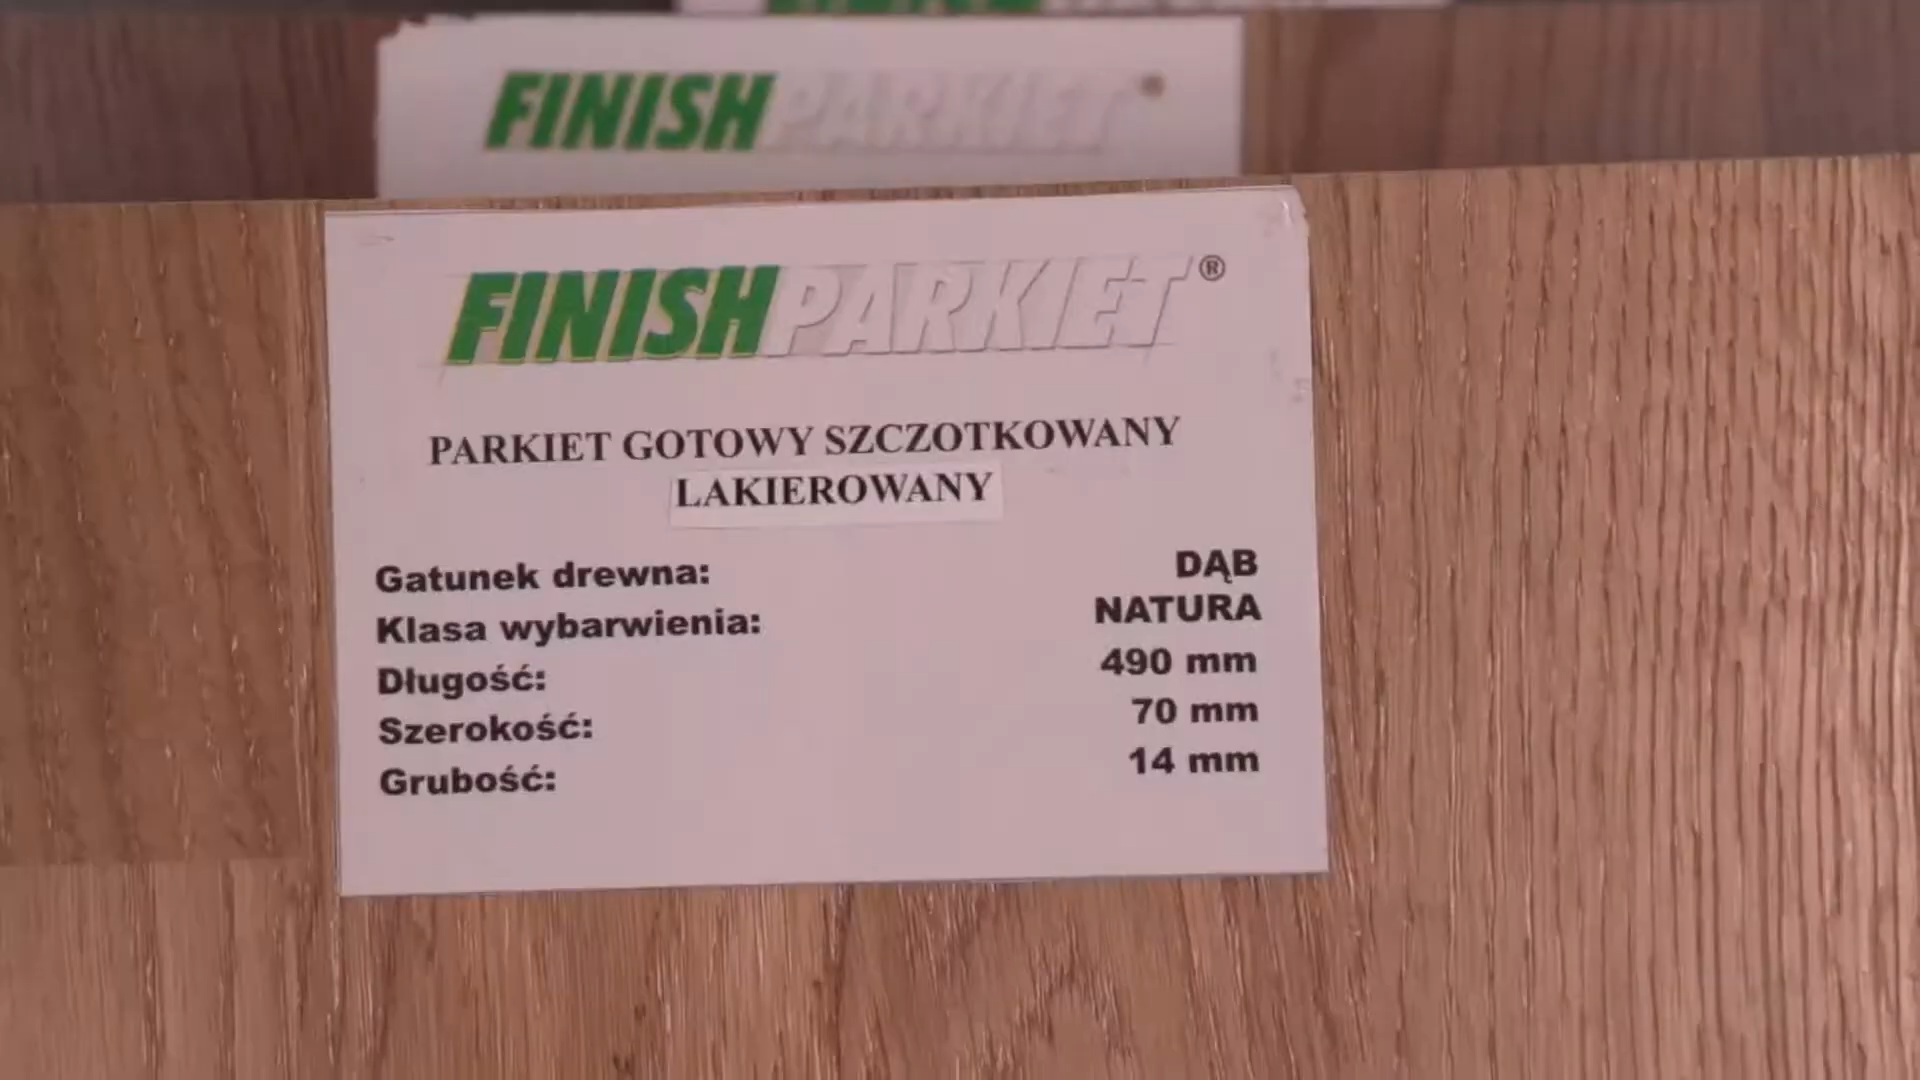 FINISHPARKIET®
FINISHPARKIET®
PARKIET GOTOWY SZCZOTKOWANY
LAKIEROWANY
Gatunek drewna: DĄB
Klasa wybarwienia: NATURA
Długość: 490 mm
Szerokość: 70 mm
Grubość: 14 mm